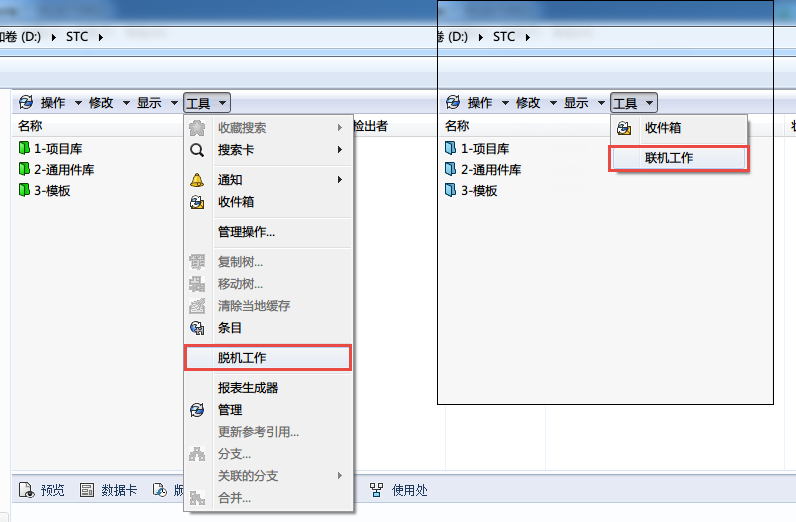 和卷 (D:) STC
操作 修改 显示 工具
名称 检出者
1-项目库
2-通用件库
3-模板
收藏搜索
搜索卡
通知
收件箱
管理操作...
复制树...
移动树...
清除当地缓存
条目
脱机工作
报表生成器
管理
更新参考引用...
分支...
关联的分支
合并...
预览 数据卡 使用处
卷 (D:) STC
操作 修改 显示 工具
名称
1-项目库
2-通用件库
3-模板
收件箱
联机工作